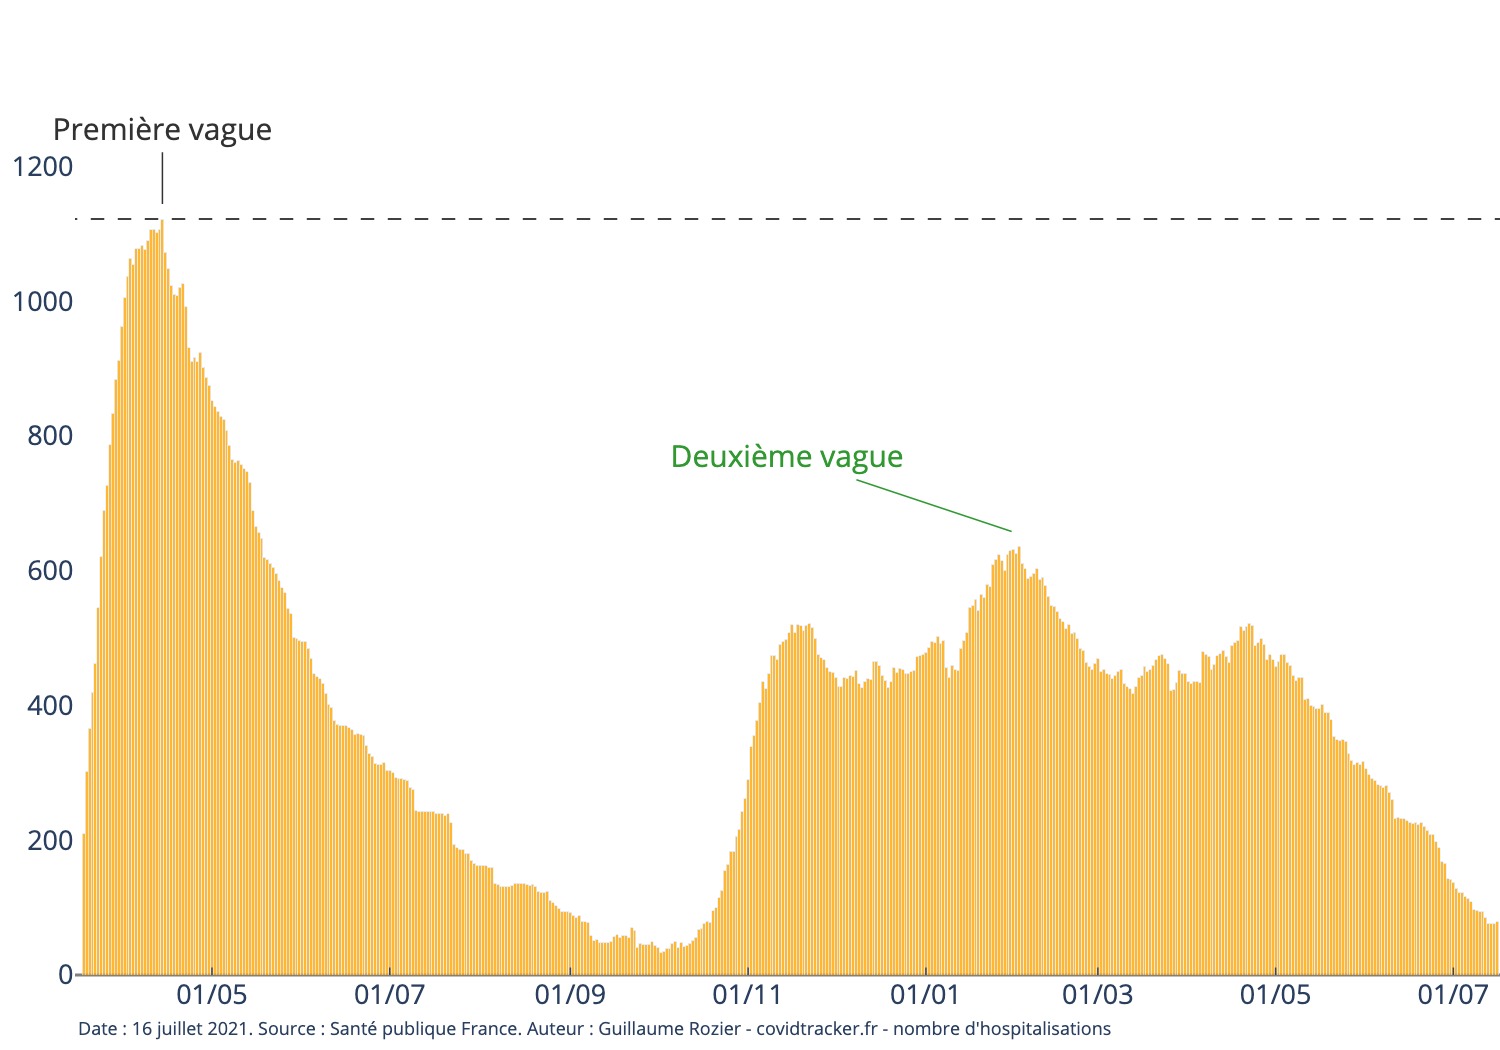 Première vague
1200
1000
800
Deuxième vague
600
400
200
0
01/05 01/07 01/09 01/11 01/01 01/03 01/05 01/07
Date : 16 juillet 2021. Source : Santé publique France. Auteur : Guillaume Rozier - covidtracker.fr - nombre d'hospitalisations